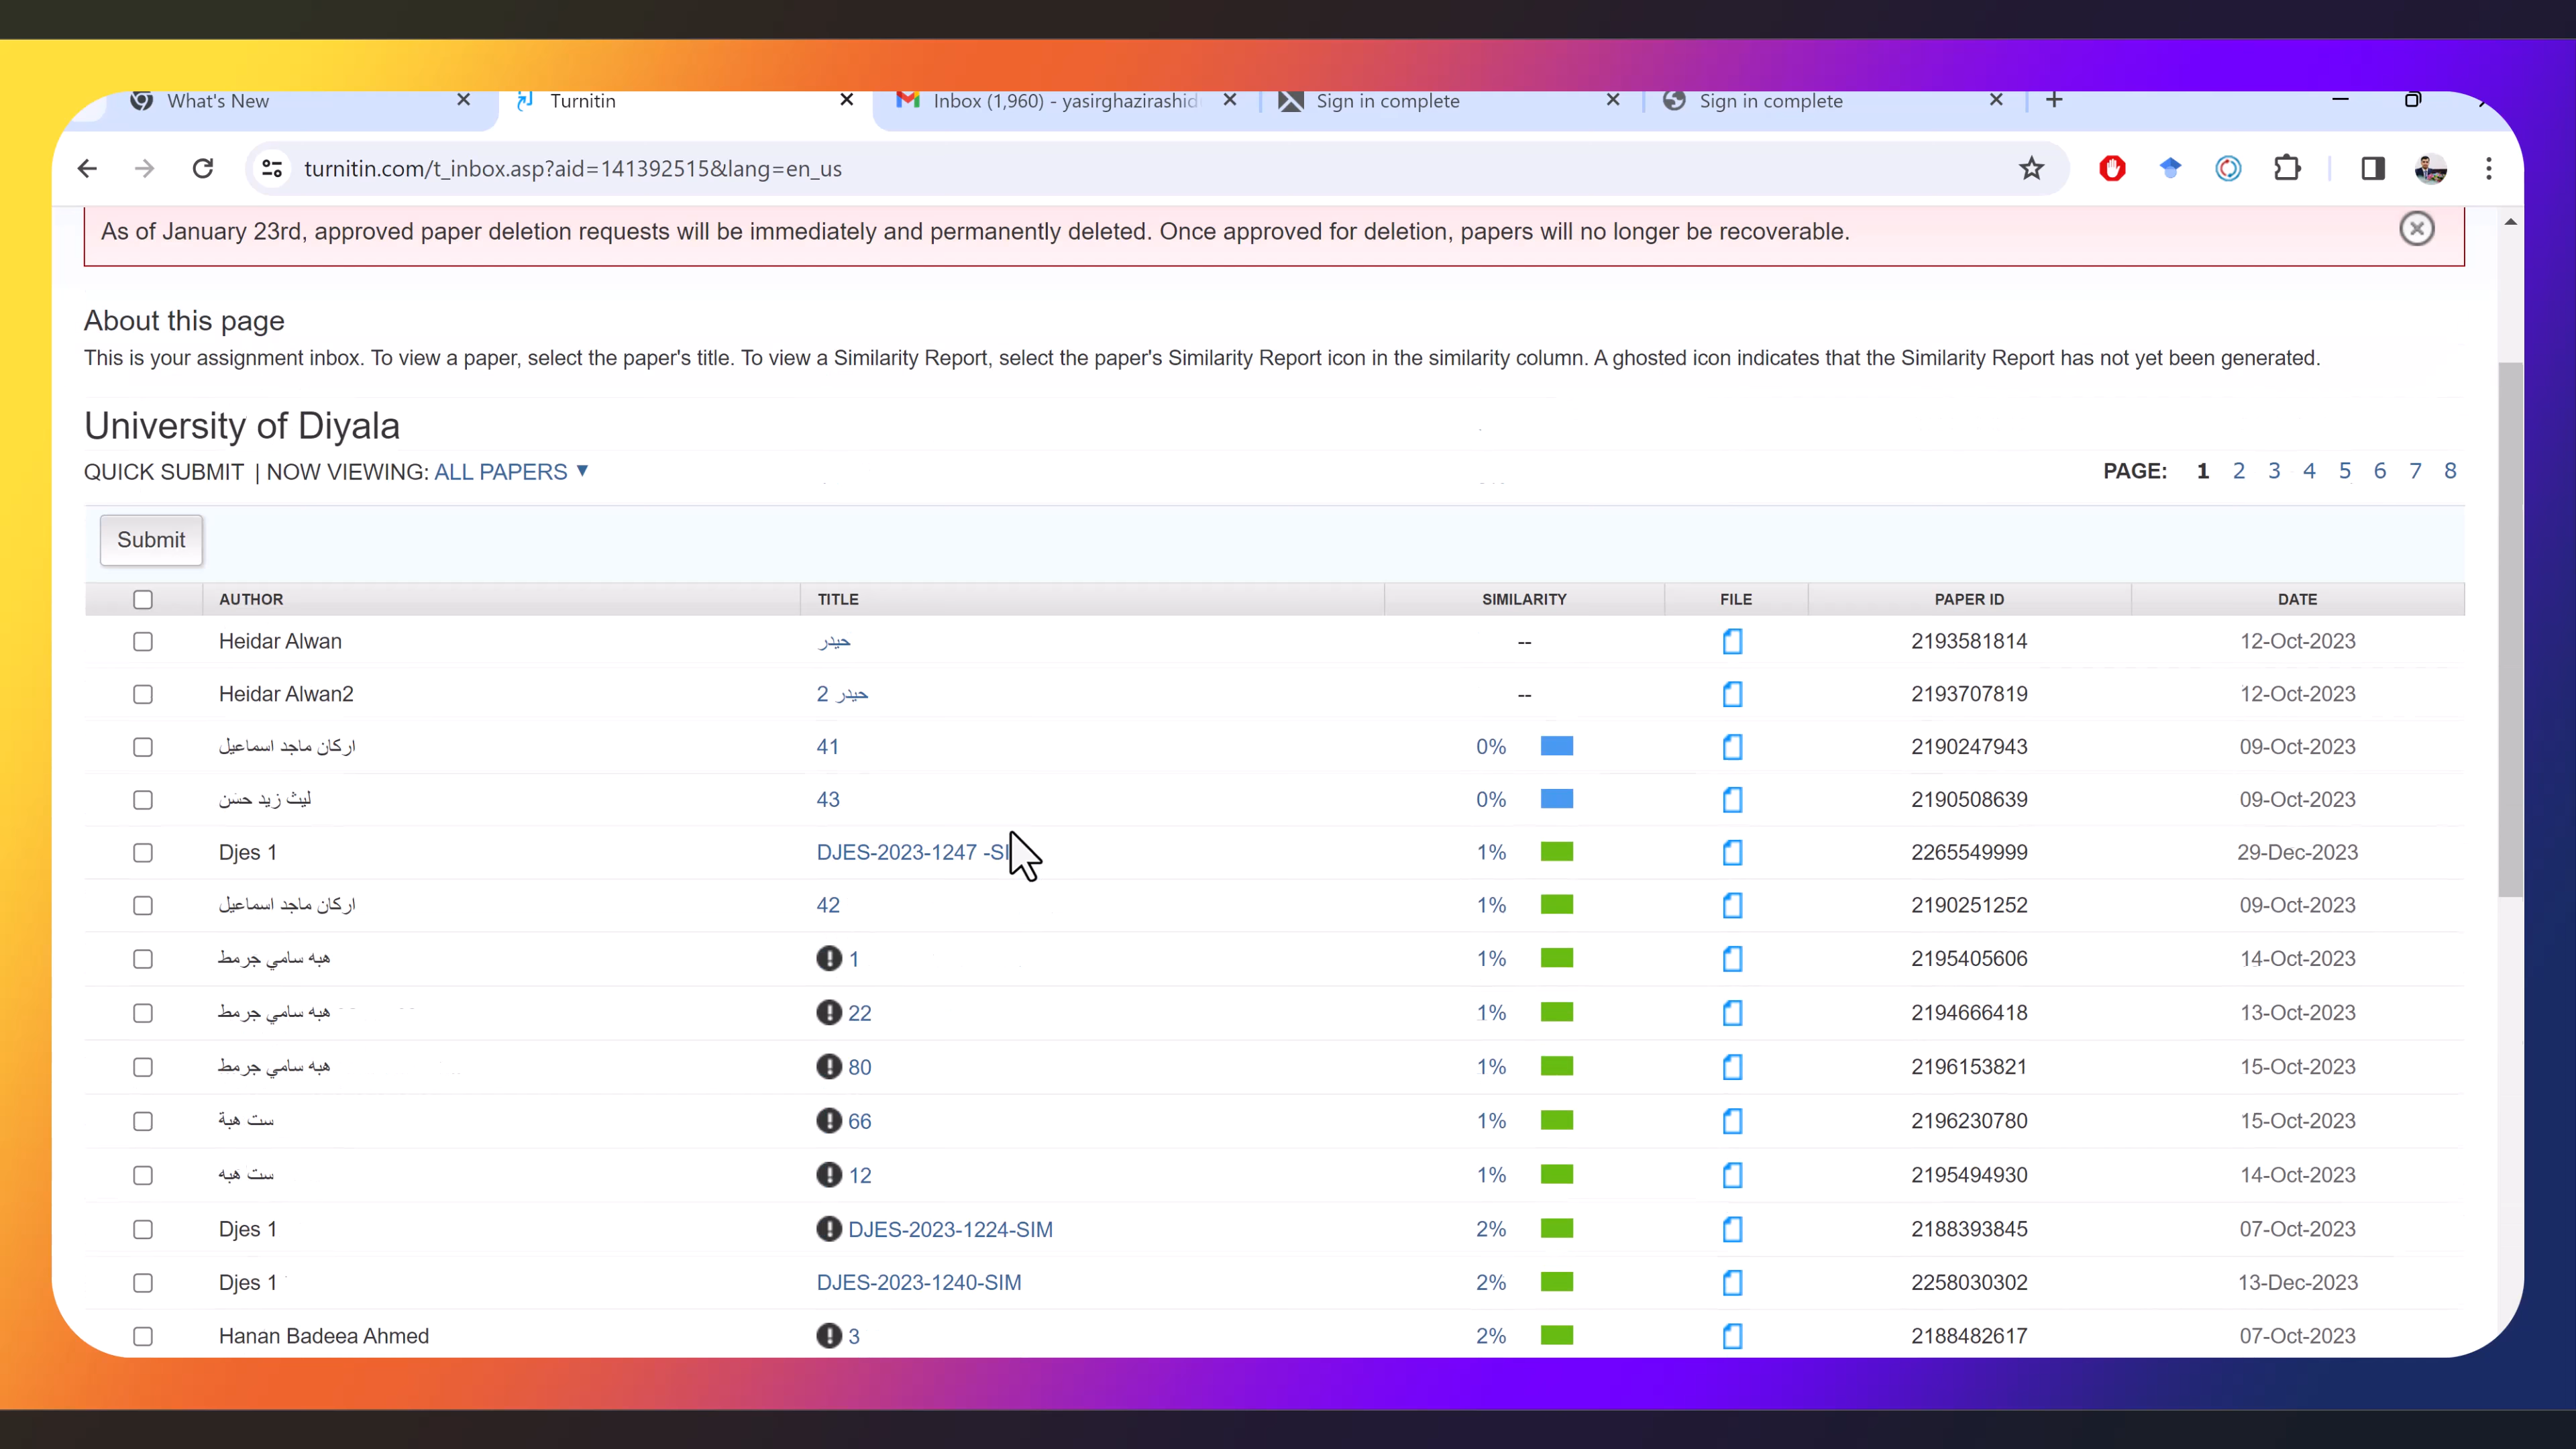 What's New
Turnitin
Inbox (1,960) - yasirghazirashid
Sign in complete
Sign in complete
turnitin.com/t_inbox.asp?aid=141392515&lang=en_us
As of January 23rd, approved paper deletion requests will be immediately and permanently deleted. Once approved for deletion, papers will no longer be recoverable.
About this page
This is your assignment inbox. To view a paper, select the paper's title. To view a Similarity Report, select the paper's Similarity Report icon in the similarity column. A ghosted icon indicates that the Similarity Report has not yet been generated.
University of Diyala
QUICK SUBMIT | NOW VIEWING: ALL PAPERS ▼ PAGE: 1 2 3 4 5 6 7 8
Submit
AUTHOR TITLE SIMILARITY FILE PAPER ID DATE
Heidar Alwan حيدر -- 2193581814 12-Oct-2023
Heidar Alwan2 حيدر 2 -- 2193707819 12-Oct-2023
اركان ماجد اسماعيل 41 0% 2190247943 09-Oct-2023
ليث زيد حسن 43 0% 2190508639 09-Oct-2023
Djes 1 DJES-2023-1247 -SI 1% 2265549999 29-Dec-2023
اركان ماجد اسماعيل 42 1% 2190251252 09-Oct-2023
هبه سامي جرمط 1 1% 2195405606 14-Oct-2023
هبه سامي جرمط 22 1% 2194666418 13-Oct-2023
هبه سامي جرمط 80 1% 2196153821 15-Oct-2023
ست هبة 66 1% 2196230780 15-Oct-2023
ست هبه 12 1% 2195494930 14-Oct-2023
Djes 1 DJES-2023-1224-SIM 2% 2188393845 07-Oct-2023
Djes 1 DJES-2023-1240-SIM 2% 2258030302 13-Dec-2023
Hanan Badeea Ahmed 3 2% 2188482617 07-Oct-2023